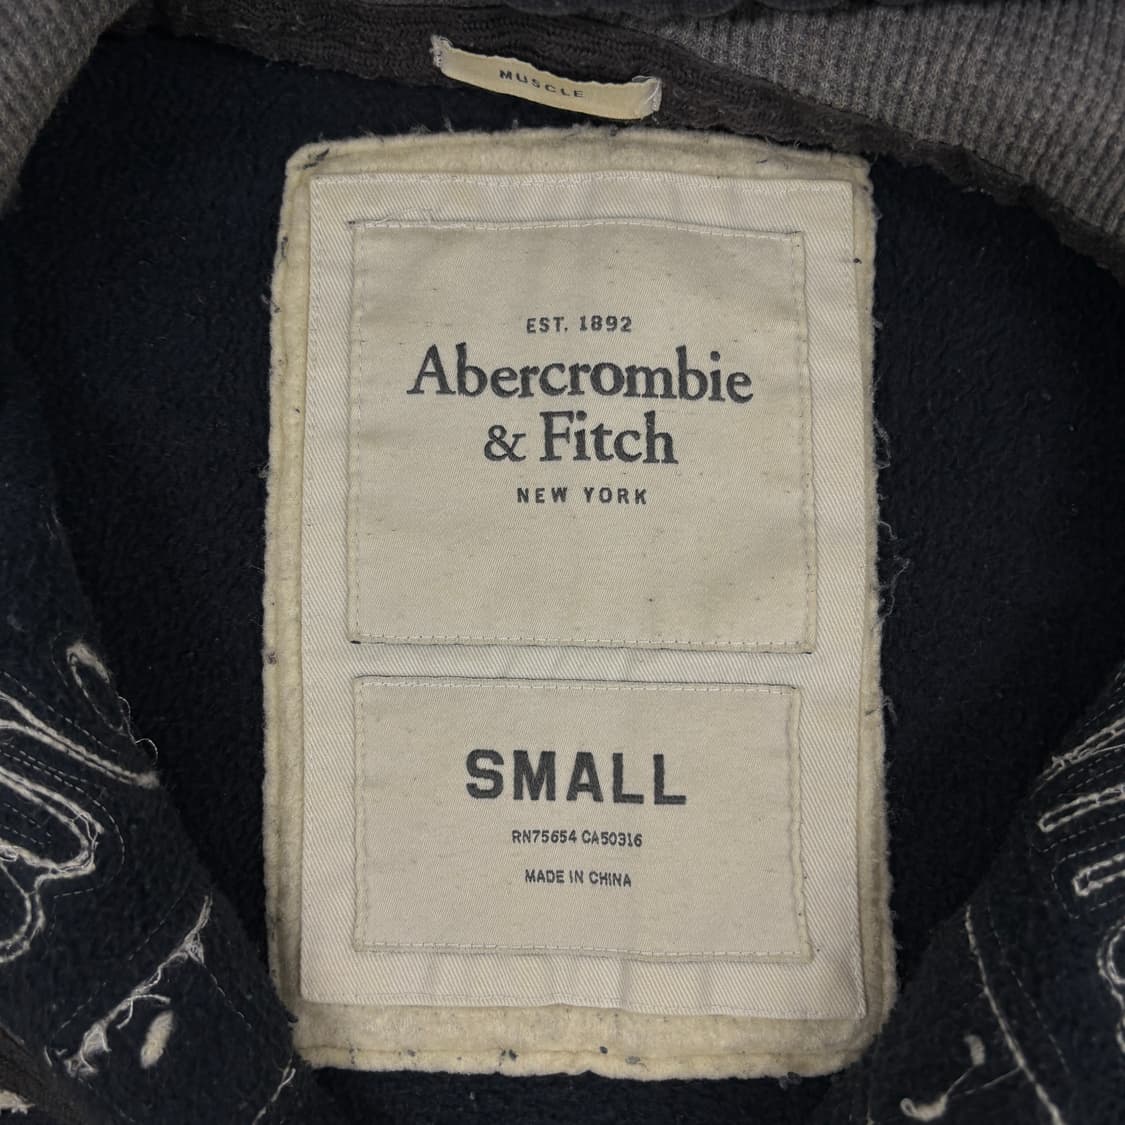 MUSCLE
EST. 1892
Abercrombie
& Fitch
NEW YORK
SMALL
RN75654 CA50316
MADE IN CHINA